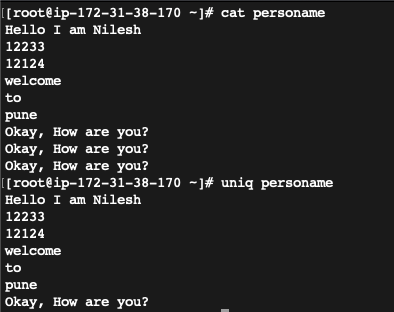 [[root@ip-172-31-38-170 ~]# cat personame
Hello I am Nilesh
12233
12124
welcome
to
pune
Okay, How are you?
Okay, How are you?
Okay, How are you?
[[root@ip-172-31-38-170 ~]# uniq personame
Hello I am Nilesh
12233
12124
welcome
to
pune
Okay, How are you?